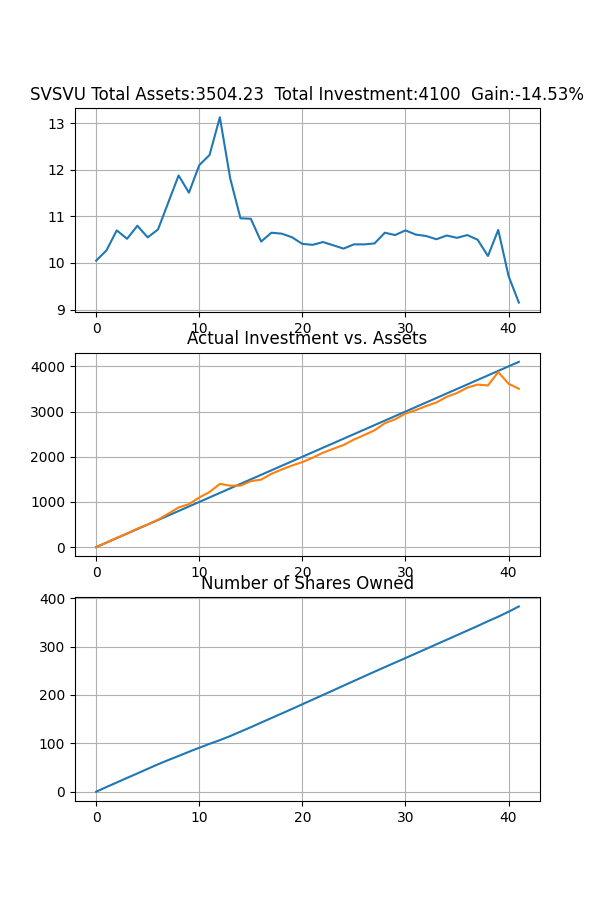 SVSVU Total Assets:3504.23  Total Investment:4100  Gain:-14.53%
13
12
11
10
9
0 10 20 30 40
Actual Investment vs. Assets
4000
3000
2000
1000
0
0 10 20 30 40
Number of Shares Owned
400
300
200
100
0
0 10 20 30 40